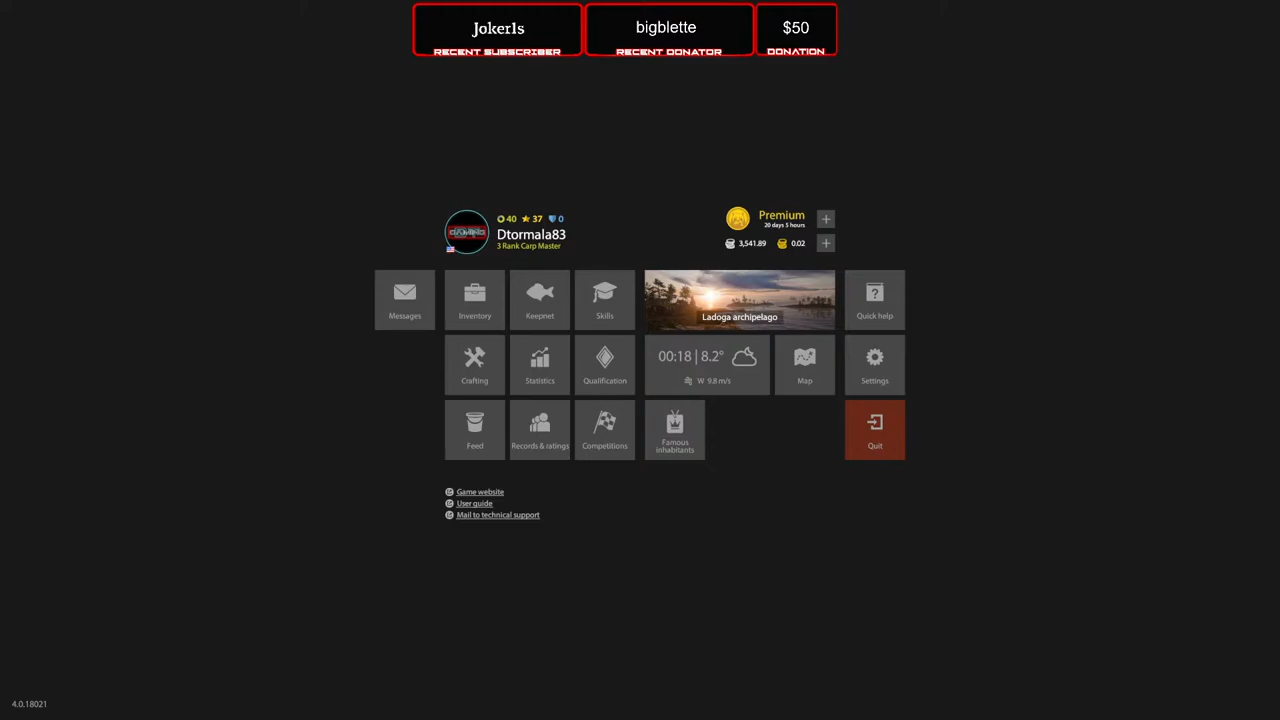 Joker1s
RECENT SUBSCRIBER
bigblette
RECENT DONATOR
$50
DONATION
40 37 0
Dtormala83
3 Rank Carp Master
GAMING
Premium
20 days 5 hours
3,541.89 0.02
Messages
Inventory
Keepnet
Skills
Ladoga archipelago
Quick help
Crafting
Statistics
Qualification
00:18 | 8.2°
W 9.8 m/s
Map
Settings
Feed
Records & ratings
Competitions
Famous
inhabitants
Quit
Game website
User guide
Mail to technical support
4.0.18021